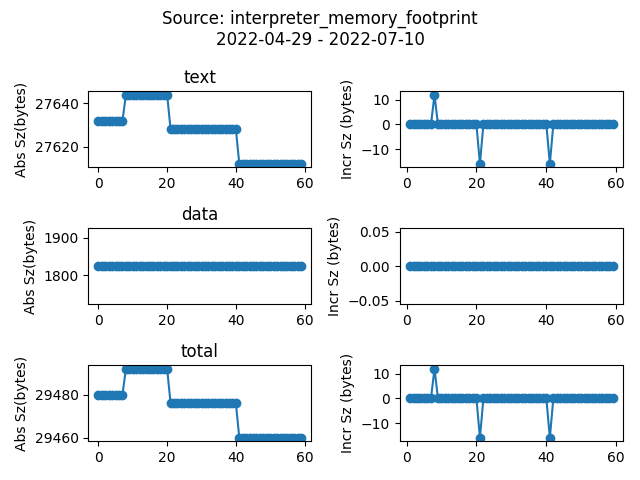 Source: interpreter_memory_footprint
2022-04-29 - 2022-07-10
text
Abs Sz(bytes)
27640
27620
0 20 40 60
Incr Sz (bytes)
10
0
−10
0 20 40 60
data
Abs Sz(bytes)
1900
1800
0 20 40 60
Incr Sz (bytes)
0.05
0.00
−0.05
0 20 40 60
total
Abs Sz(bytes)
29480
29460
0 20 40 60
Incr Sz (bytes)
10
0
−10
0 20 40 60